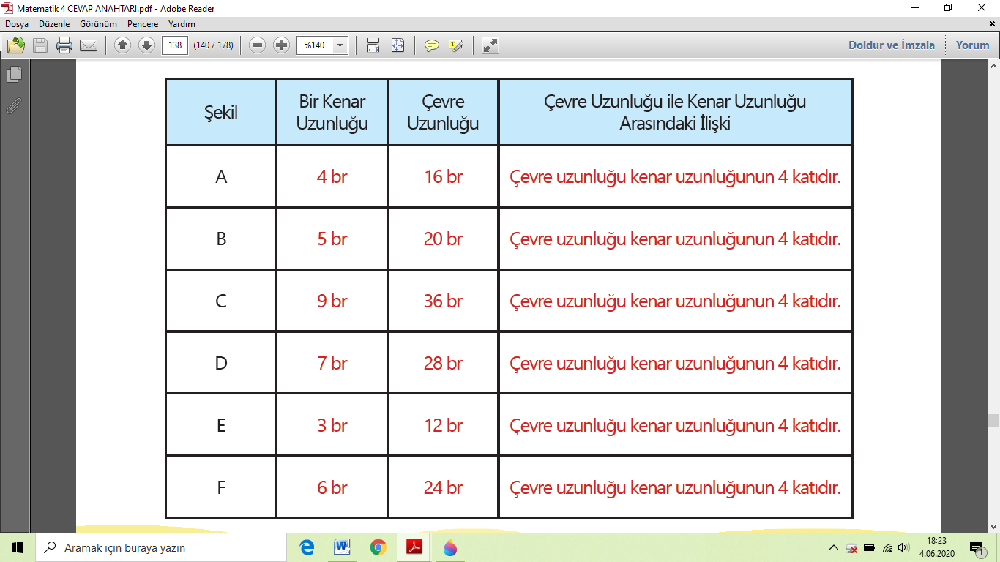 Matematik 4 CEVAP ANAHTARI.pdf - Adobe Reader
Dosya Düzenle Görünüm Pencere Yardım
138 (140 / 178) %140 Doldur ve İmzala Yorum
Şekil
Bir Kenar
Uzunluğu
Çevre
Uzunluğu
Çevre Uzunluğu ile Kenar Uzunluğu
Arasındaki İlişki
A 4 br 16 br Çevre uzunluğu kenar uzunluğunun 4 katıdır.
B 5 br 20 br Çevre uzunluğu kenar uzunluğunun 4 katıdır.
C 9 br 36 br Çevre uzunluğu kenar uzunluğunun 4 katıdır.
D 7 br 28 br Çevre uzunluğu kenar uzunluğunun 4 katıdır.
E 3 br 12 br Çevre uzunluğu kenar uzunluğunun 4 katıdır.
F 6 br 24 br Çevre uzunluğu kenar uzunluğunun 4 katıdır.
Aramak için buraya yazın
18:23
4.06.2020
1